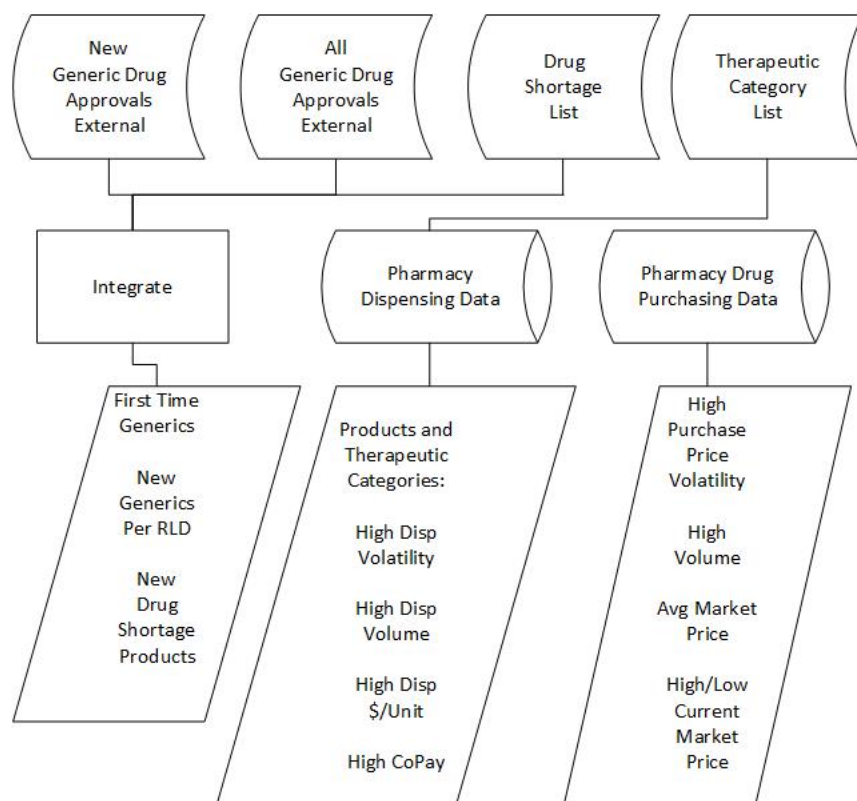 New
Generic Drug
Approvals
External
All
Generic Drug
Approvals
External
Drug
Shortage
List
Therapeutic
Category
List
Integrate
Pharmacy
Dispensing Data
Pharmacy Drug
Purchasing Data
First Time
Generics
New
Generics
Per RLD
New
Drug
Shortage
Products
Products and
Therapeutic
Categories:
High Disp
Volatility
High Disp
Volume
High Disp
$/Unit
High CoPay
High
Purchase
Price
Volatility
High
Volume
Avg Market
Price
High/Low
Current
Market
Price